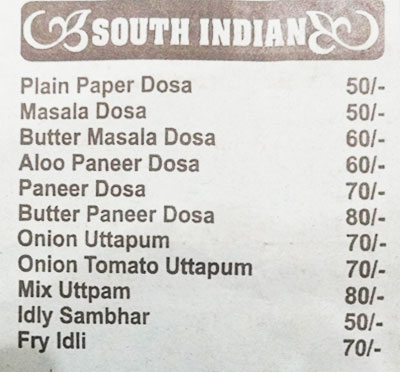 SOUTH INDIAN
Plain Paper Dosa 50/-
Masala Dosa 50/-
Butter Masala Dosa 60/-
Aloo Paneer Dosa 60/-
Paneer Dosa 70/-
Butter Paneer Dosa 80/-
Onion Uttapum 70/-
Onion Tomato Uttapum 70/-
Mix Uttpam 80/-
Idly Sambhar 50/-
Fry Idli 70/-